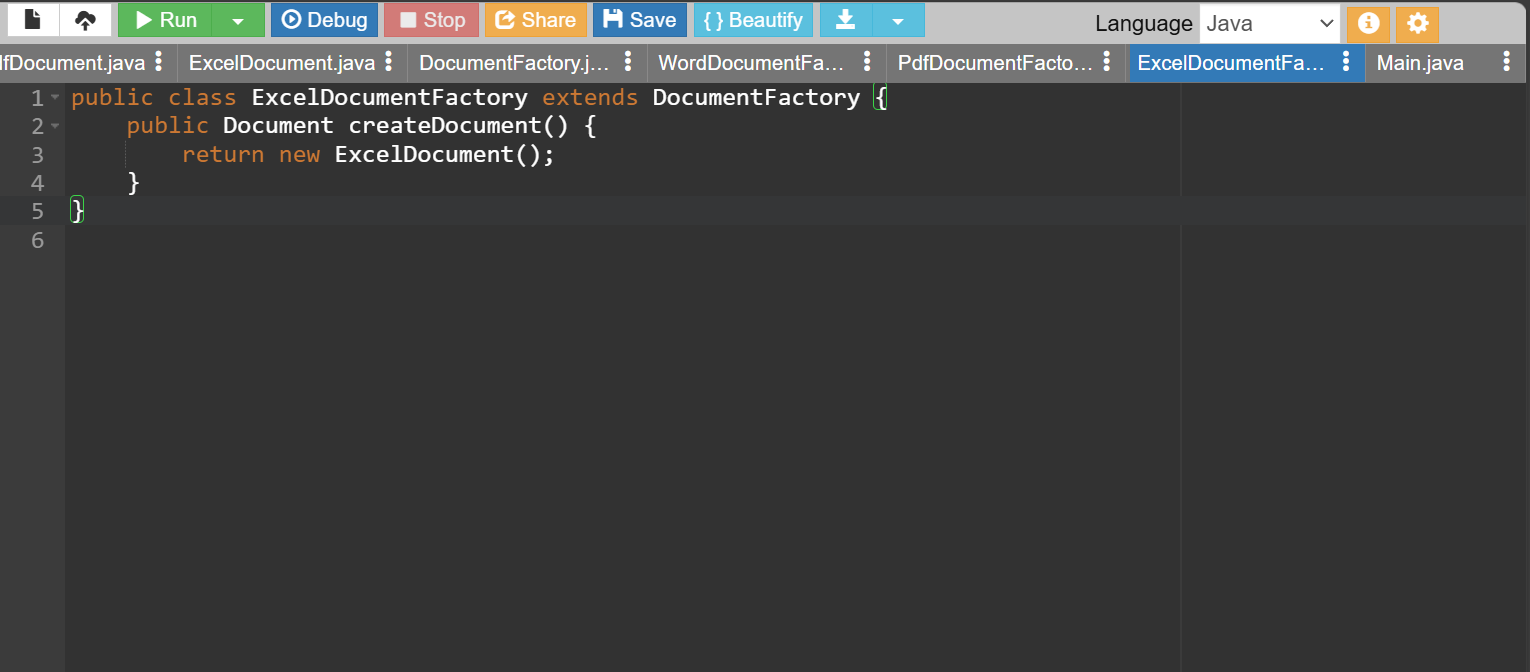 Run Debug Stop Share Save { } Beautify Language Java
fDocument.java ExcelDocument.java DocumentFactory.j... WordDocumentFa... PdfDocumentFacto... ExcelDocumentFa... Main.java
1 public class ExcelDocumentFactory extends DocumentFactory {
2     public Document createDocument() {
3         return new ExcelDocument();
4     }
5 }
6